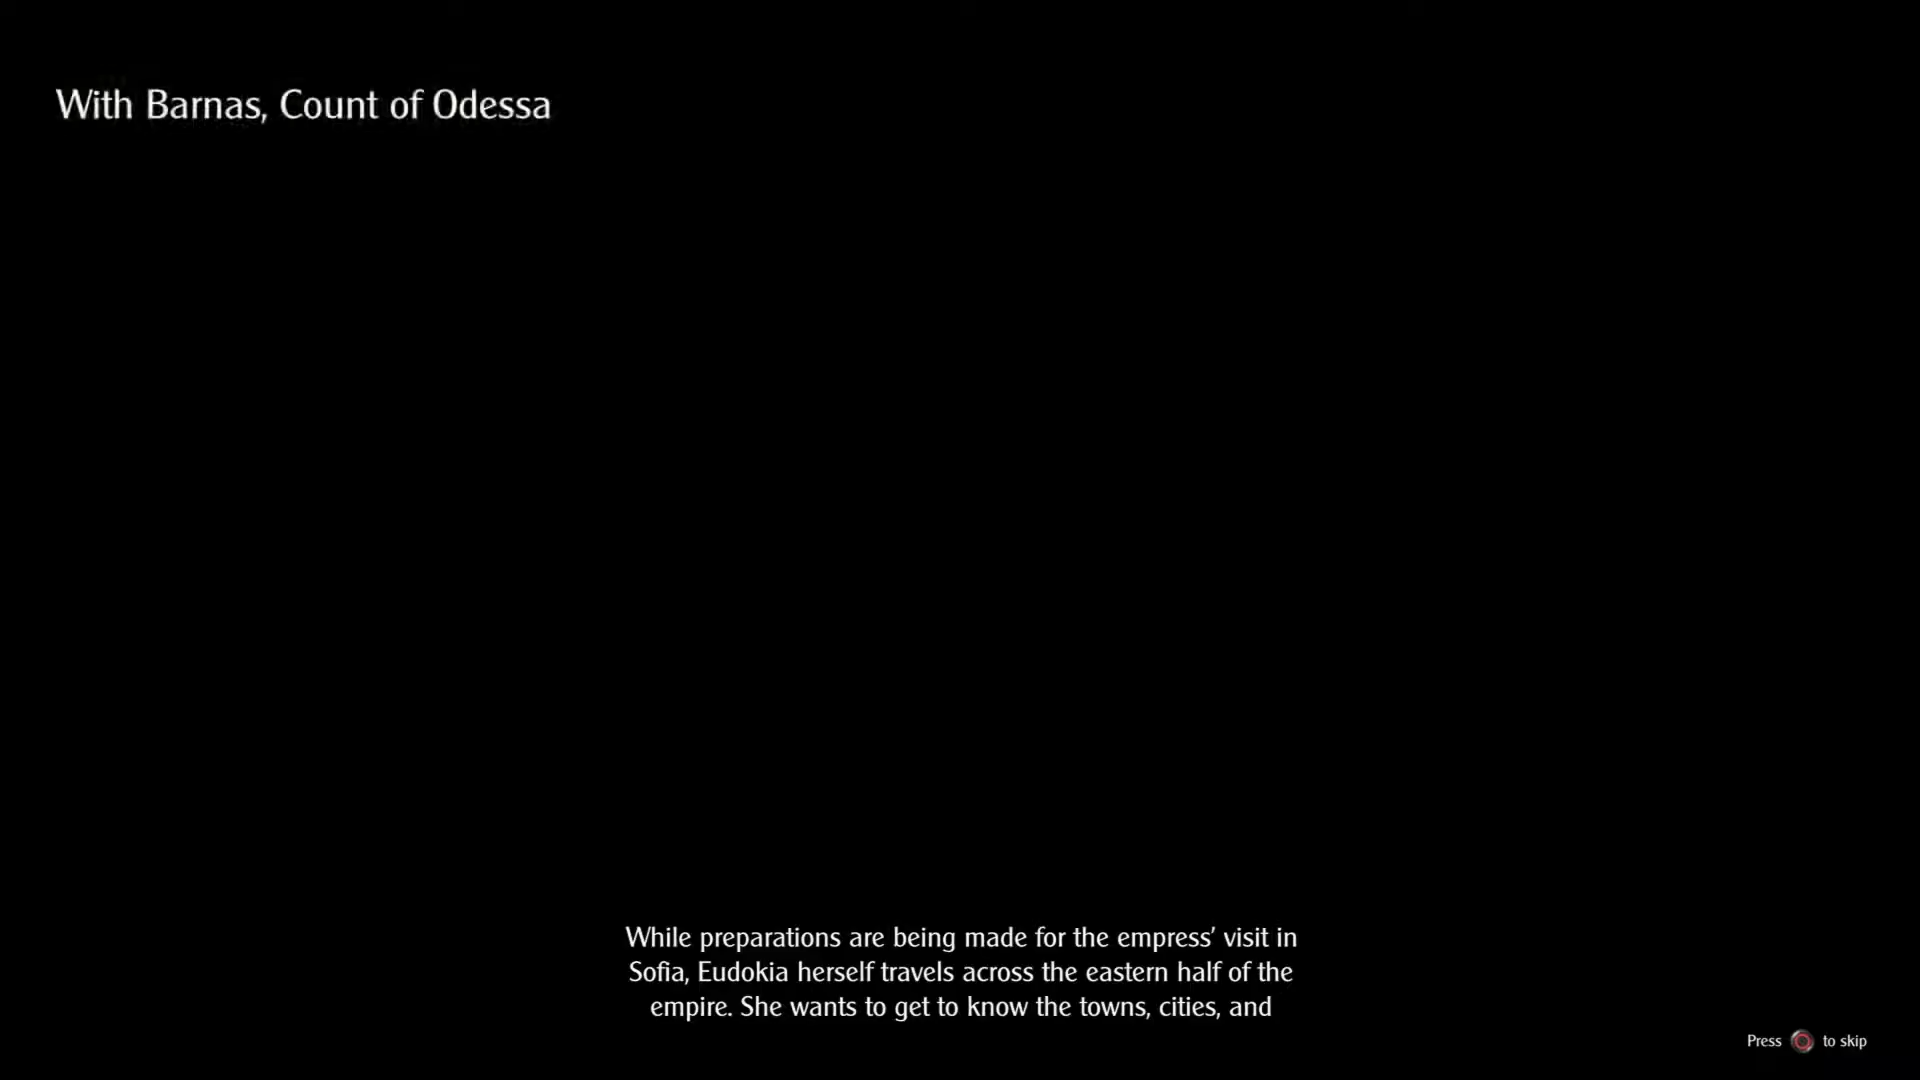 With Barnas, Count of Odessa
While preparations are being made for the empress’ visit in
Sofia, Eudokia herself travels across the eastern half of the
empire. She wants to get to know the towns, cities, and
Press to skip